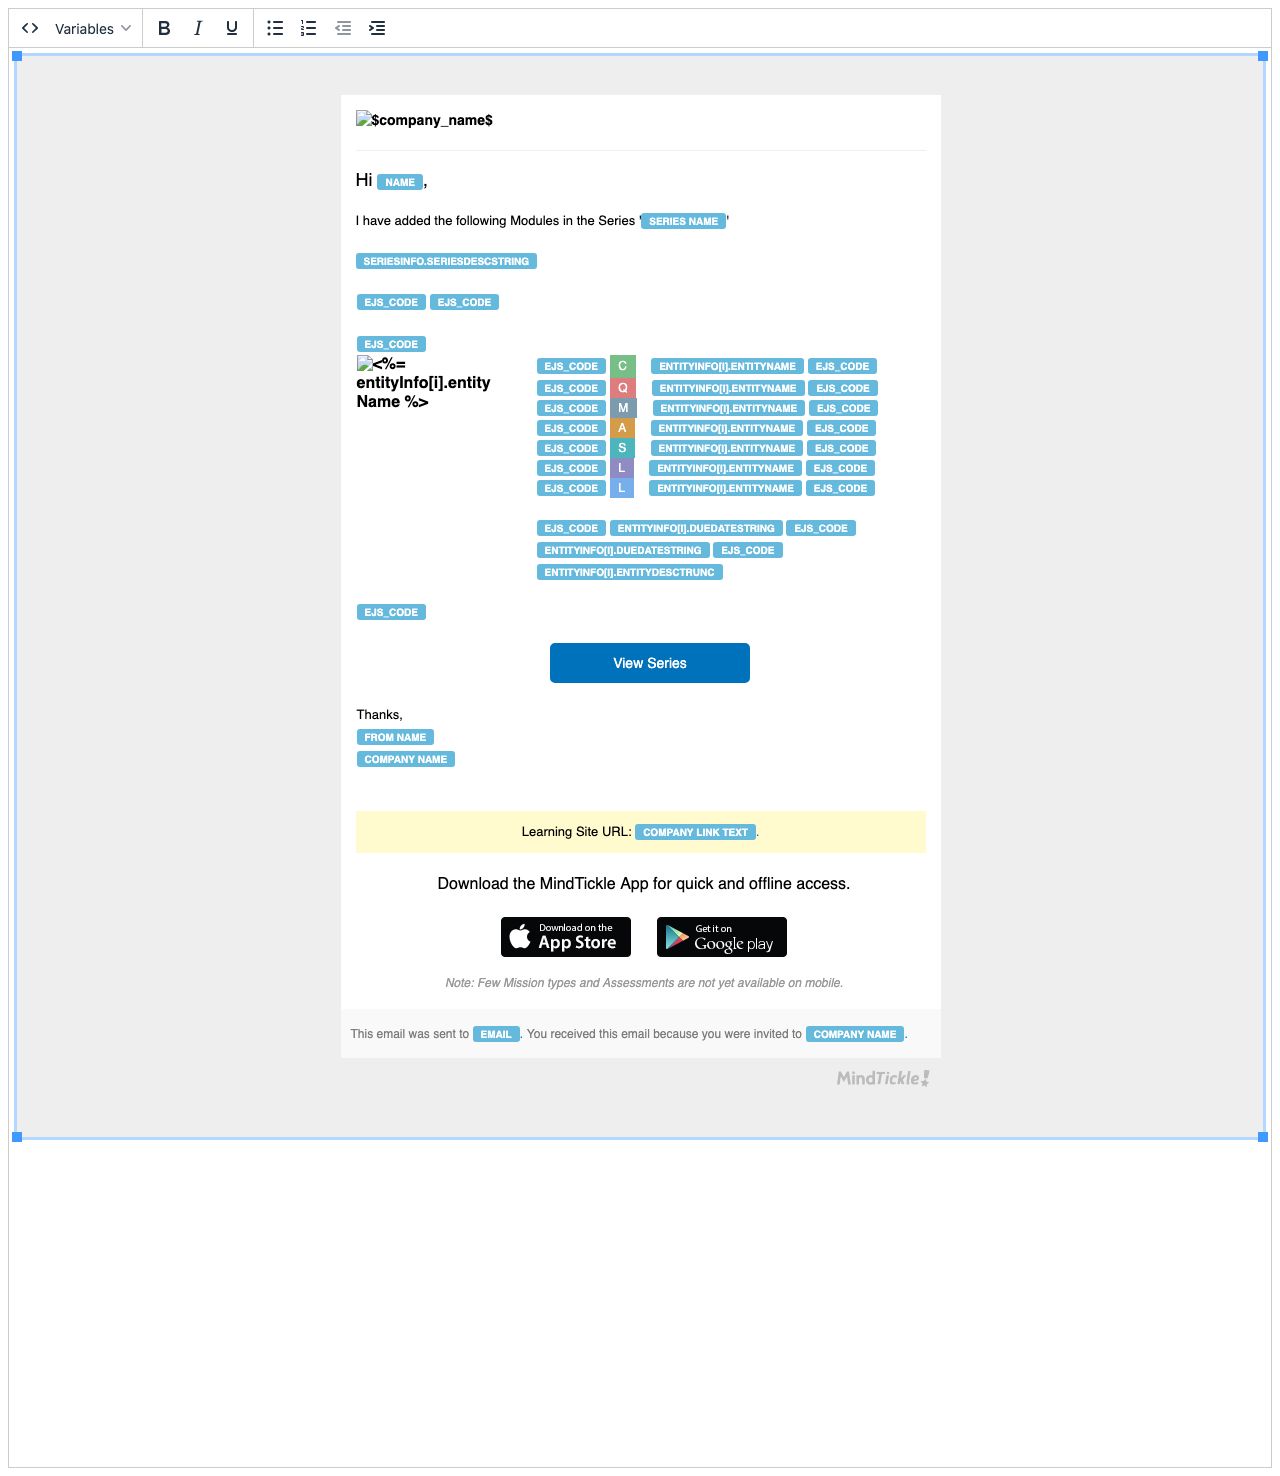 Variables B I U
$company_name$
Hi NAME,
I have added the following Modules in the Series 'SERIES NAME'
SERIESINFO.SERIESDESCSTRING
EJS_CODE EJS_CODE
EJS_CODE
<%=
entityInfo[i].entity
Name %>
EJS_CODE C ENTITYINFO[I].ENTITYNAME EJS_CODE
EJS_CODE Q ENTITYINFO[I].ENTITYNAME EJS_CODE
EJS_CODE M ENTITYINFO[I].ENTITYNAME EJS_CODE
EJS_CODE A ENTITYINFO[I].ENTITYNAME EJS_CODE
EJS_CODE S ENTITYINFO[I].ENTITYNAME EJS_CODE
EJS_CODE L ENTITYINFO[I].ENTITYNAME EJS_CODE
EJS_CODE L ENTITYINFO[I].ENTITYNAME EJS_CODE
EJS_CODE ENTITYINFO[I].DUEDATESTRING EJS_CODE
ENTITYINFO[I].DUEDATESTRING EJS_CODE
ENTITYINFO[I].ENTITYDESCTRUNC
EJS_CODE
View Series
Thanks,
FROM NAME
COMPANY NAME
Learning Site URL: COMPANY LINK TEXT.
Download the MindTickle App for quick and offline access.
Download on the
App Store
Get it on
Google play
Note: Few Mission types and Assessments are not yet available on mobile.
This email was sent to EMAIL. You received this email because you were invited to COMPANY NAME.
MindTickle!